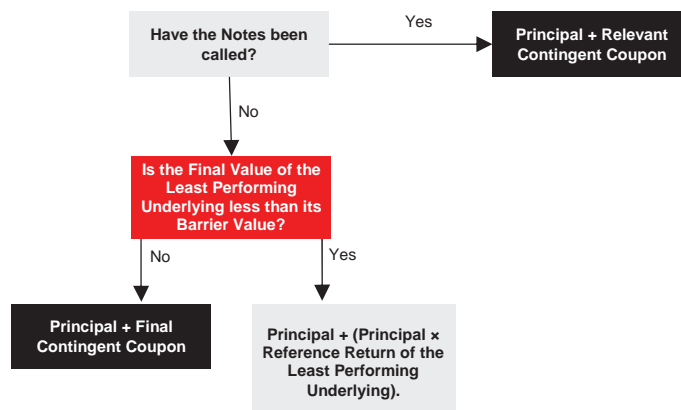 Have the Notes been
called?
Yes
Principal + Relevant
Contingent Coupon
No
Is the Final Value of the
Least Performing
Underlying less than its
Barrier Value?
No
Yes
Principal + Final
Contingent Coupon
Principal + (Principal ×
Reference Return of the
Least Performing
Underlying).